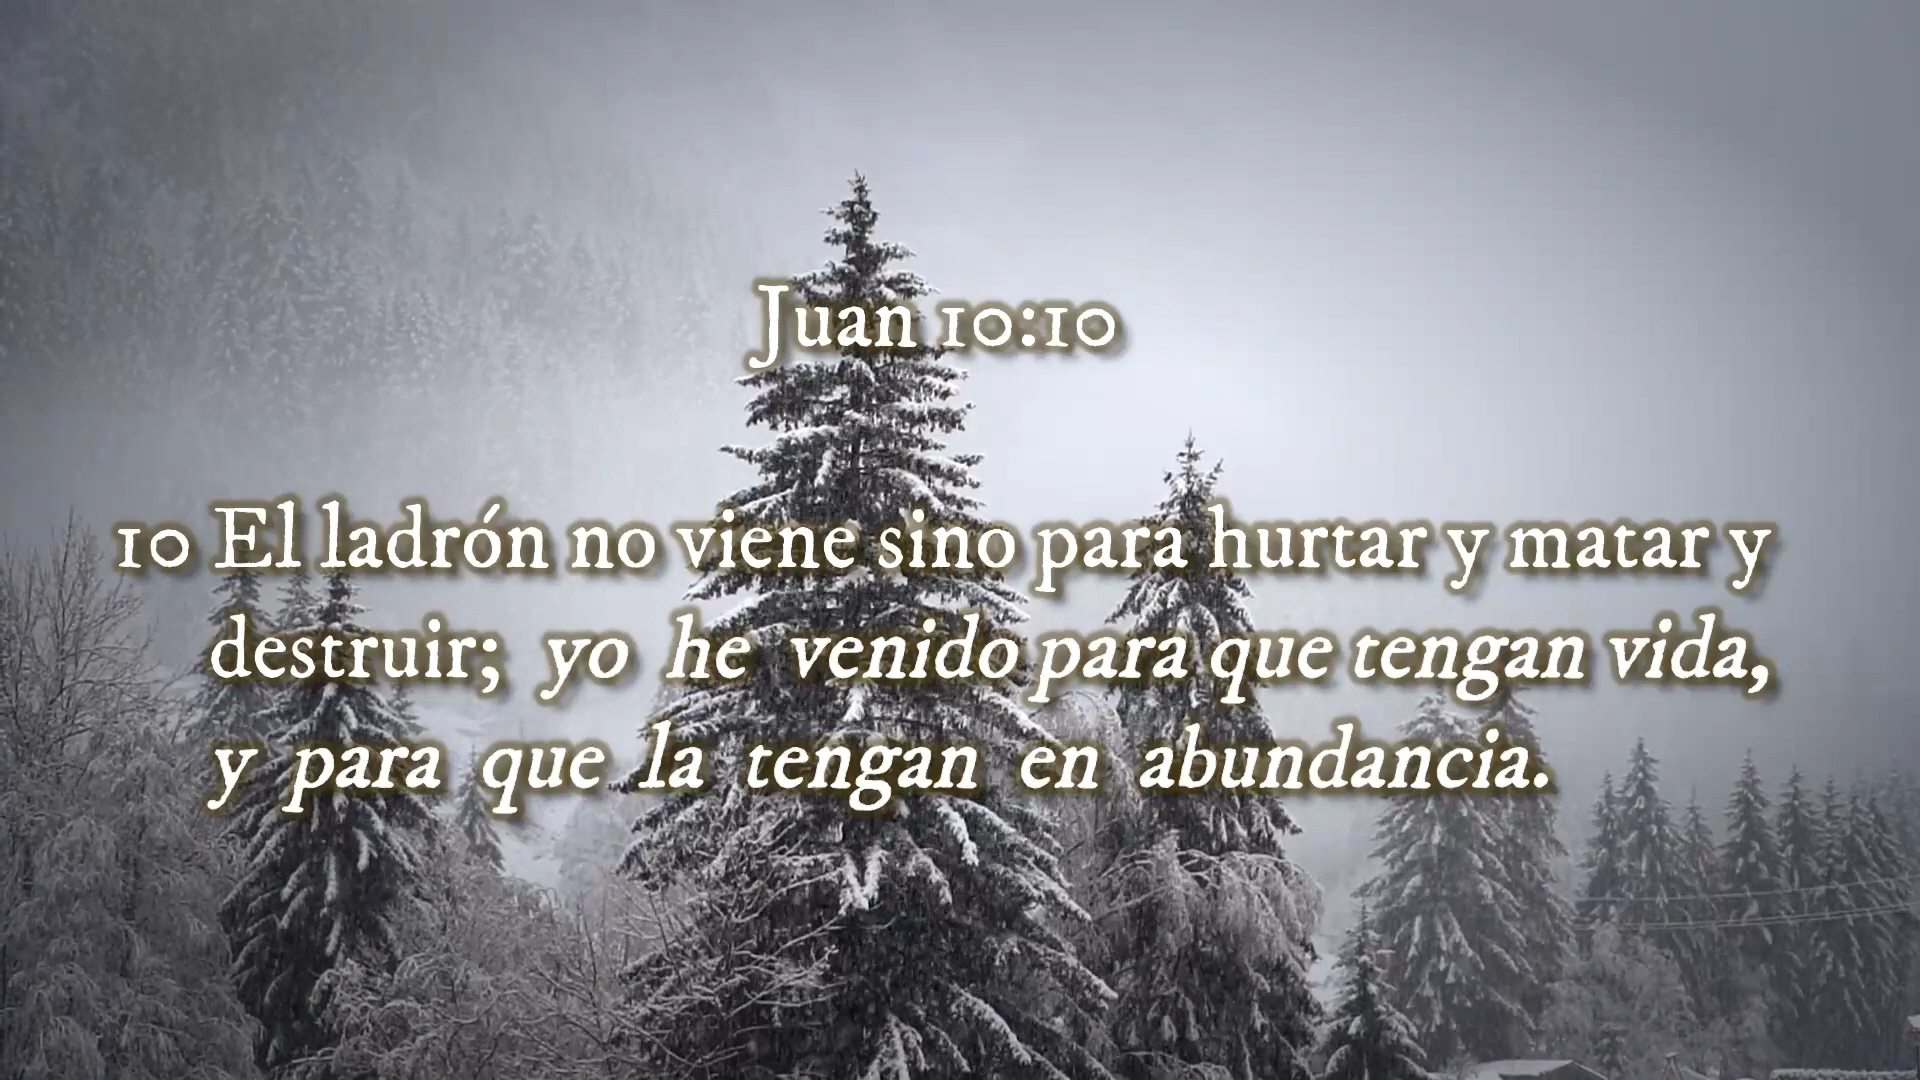 Juan 10:10
10 El ladrón no viene sino para hurtar y matar y
destruir; yo he venido para que tengan vida,
y para que la tengan en abundancia.